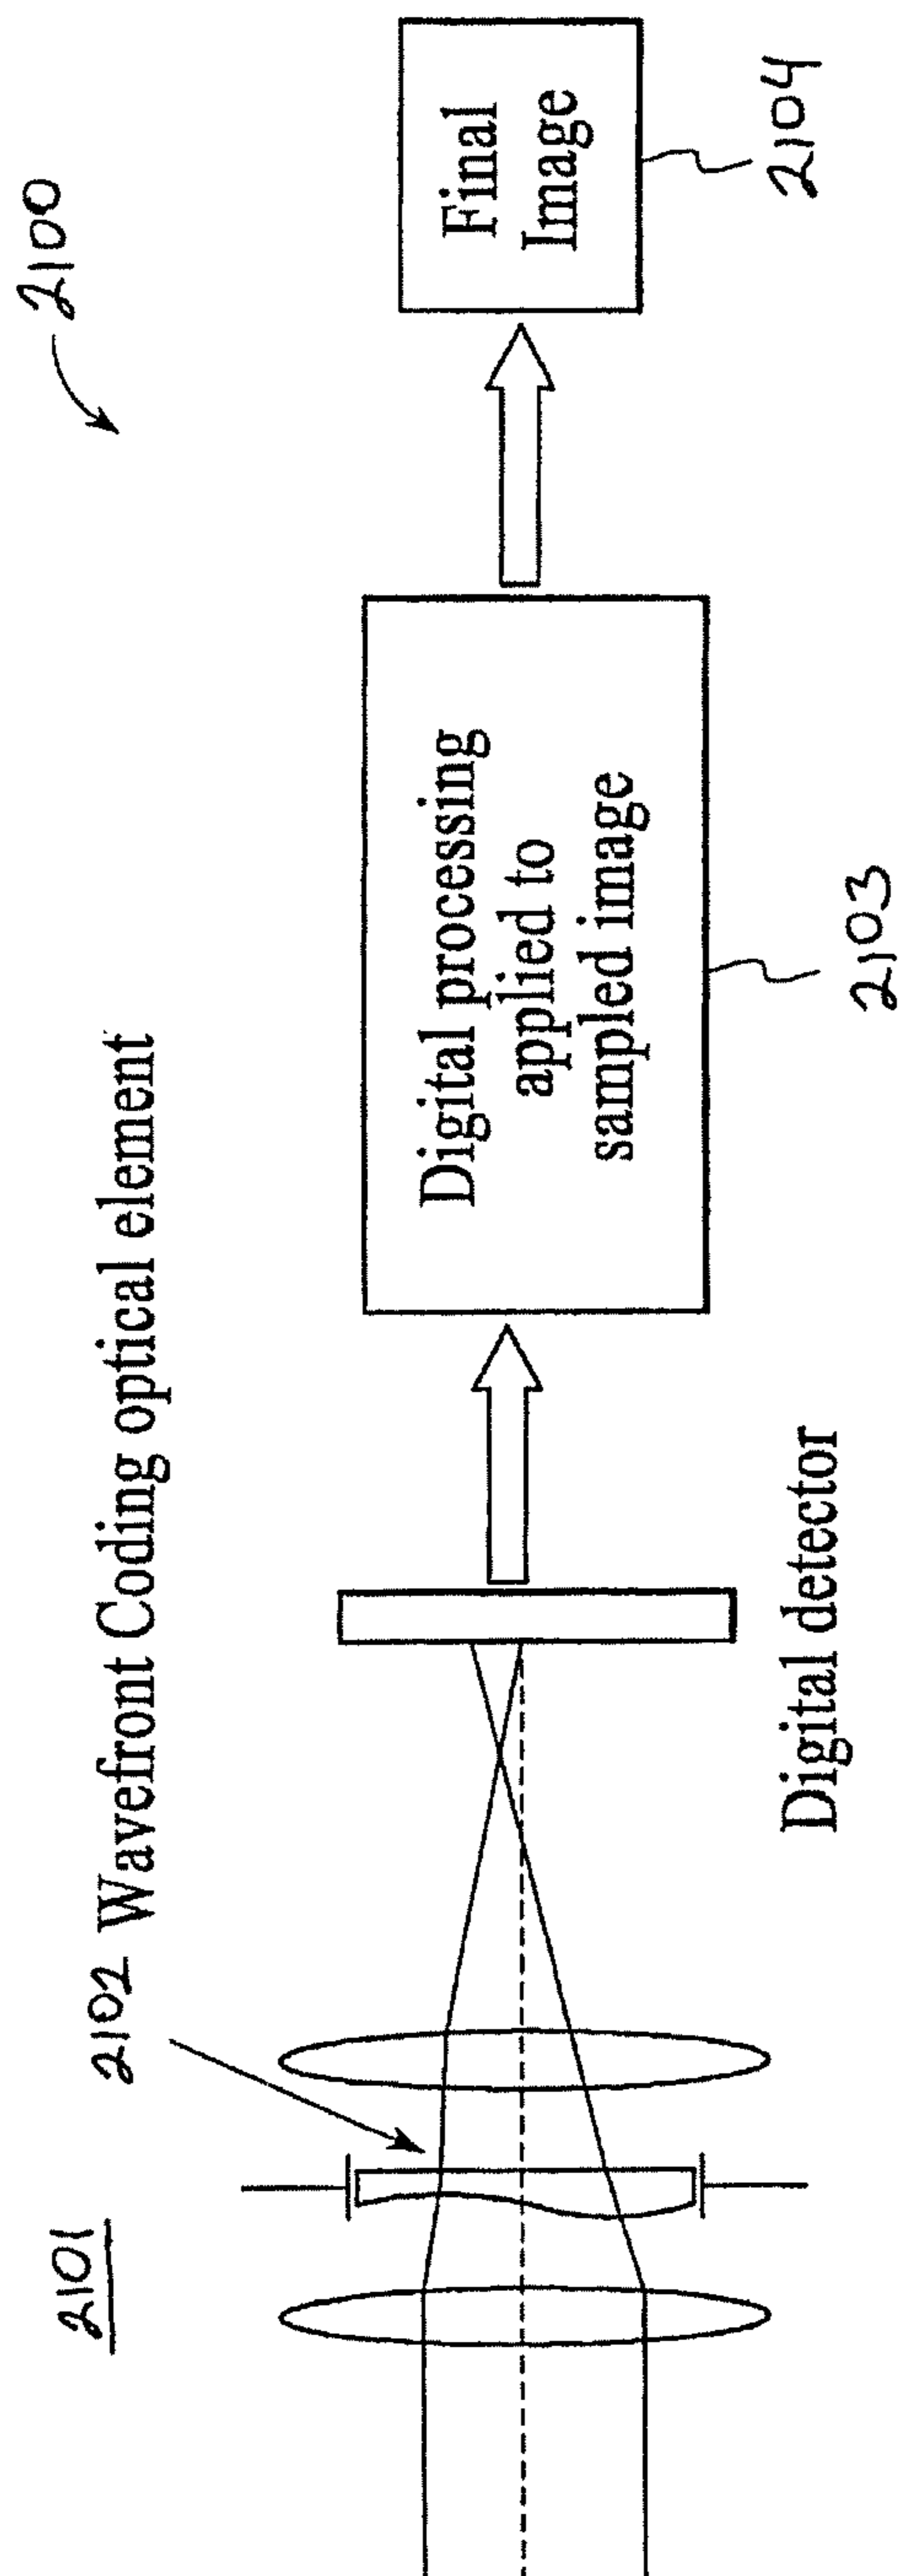 2100
2101
2102 Wavefront Coding optical element
Digital detector
Digital processing
applied to
sampled image
2103
Final
Image
2104